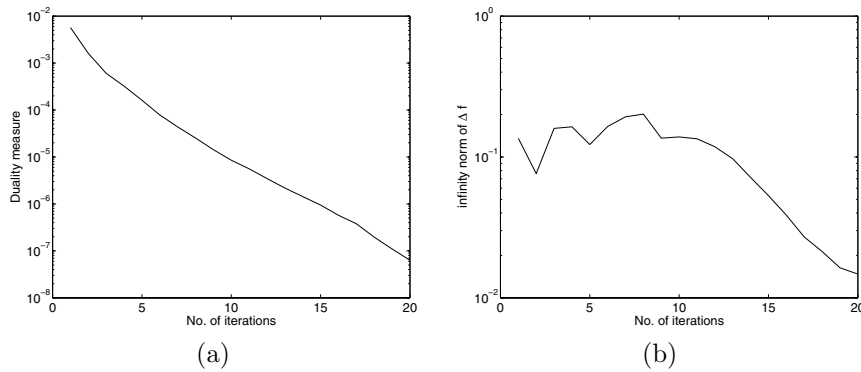 10^-2
10^-3
10^-4
10^-5
10^-6
10^-7
10^-8
Duality measure
0 5 10 15 20
No. of iterations
(a)
10^0
10^-1
10^-2
infinity norm of Δ f
0 5 10 15 20
No. of iterations
(b)